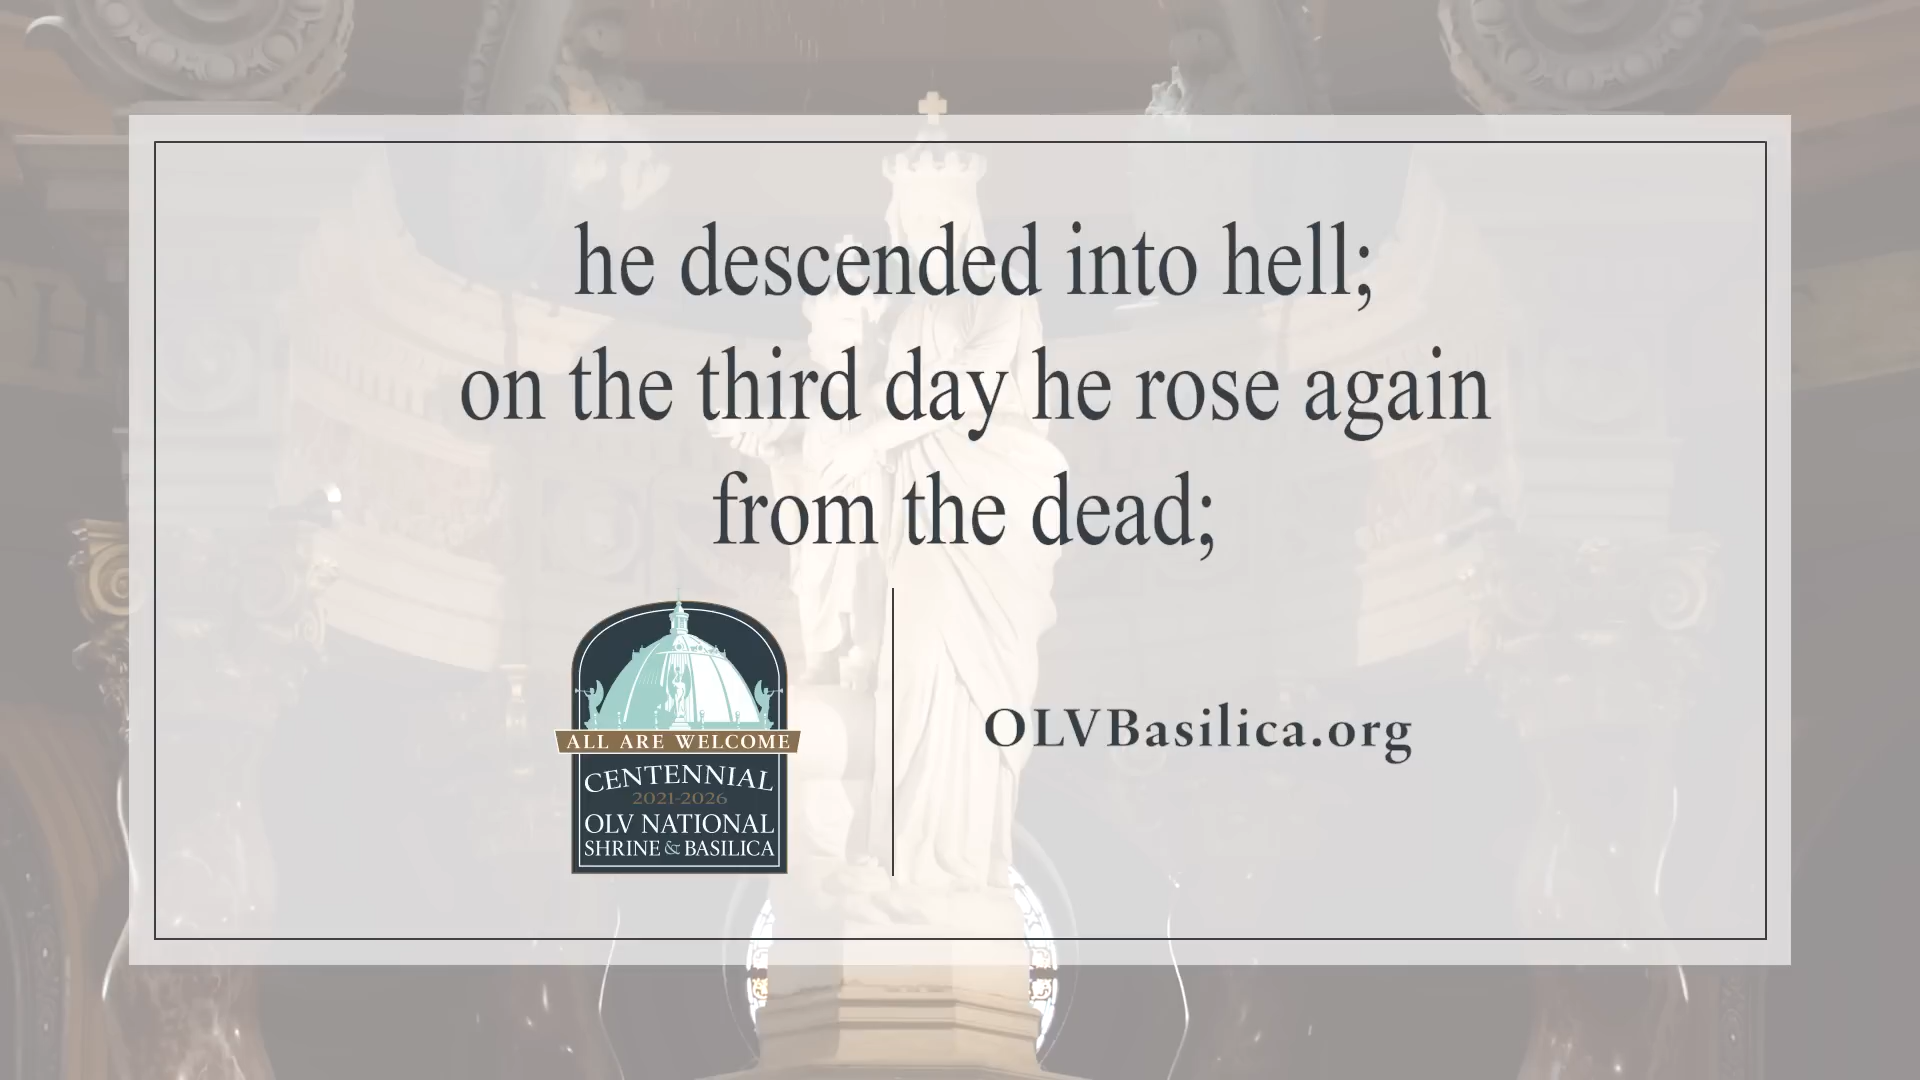 he descended into hell;
on the third day he rose again
from the dead;
ALL ARE WELCOME
CENTENNIAL
2021-2026
OLV NATIONAL
SHRINE & BASILICA
OLVBasilica.org